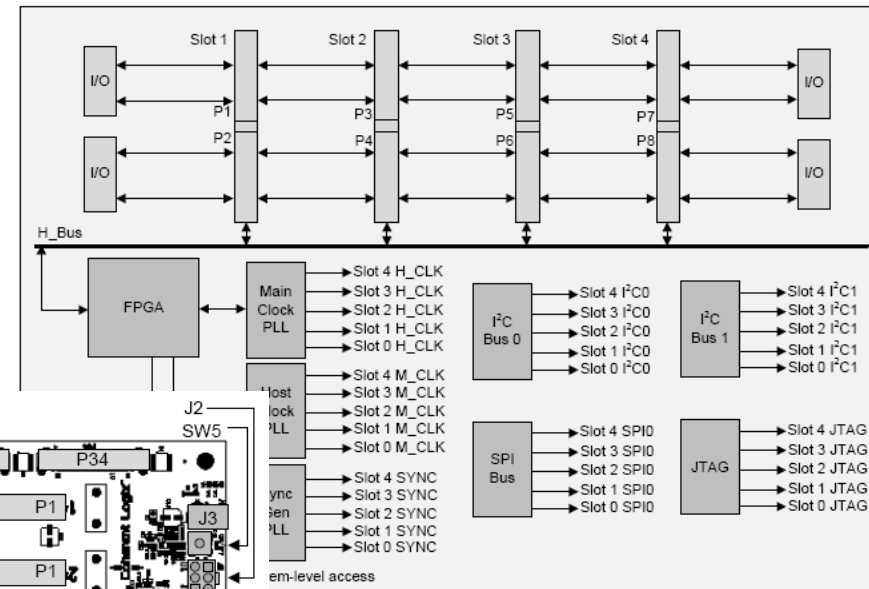 Slot 1
Slot 2
Slot 3
Slot 4
I/O
I/O
P1
P3
P5
P7
P2
P4
P6
P8
I/O
I/O
H_Bus
FPGA
Main
Clock
PLL
Slot 4 H_CLK
Slot 3 H_CLK
Slot 2 H_CLK
Slot 1 H_CLK
Slot 0 H_CLK
I²C
Bus 0
Slot 4 I²C0
Slot 3 I²C0
Slot 2 I²C0
Slot 1 I²C0
Slot 0 I²C0
I²C
Bus 1
Slot 4 I²C1
Slot 3 I²C1
Slot 2 I²C1
Slot 1 I²C1
Slot 0 I²C1
Slot 4 M_CLK
Slot 3 M_CLK
Slot 2 M_CLK
Slot 1 M_CLK
Slot 0 M_CLK
SPI
Bus
Slot 4 SPI0
Slot 3 SPI0
Slot 2 SPI0
Slot 1 SPI0
Slot 0 SPI0
JTAG
Slot 4 JTAG
Slot 3 JTAG
Slot 2 JTAG
Slot 1 JTAG
Slot 0 JTAG
Slot 4 SYNC
Slot 3 SYNC
Slot 2 SYNC
Slot 1 SYNC
Slot 0 SYNC
em-level access
J2
SW5
P34
P1
J3
P1
Coherent Logix